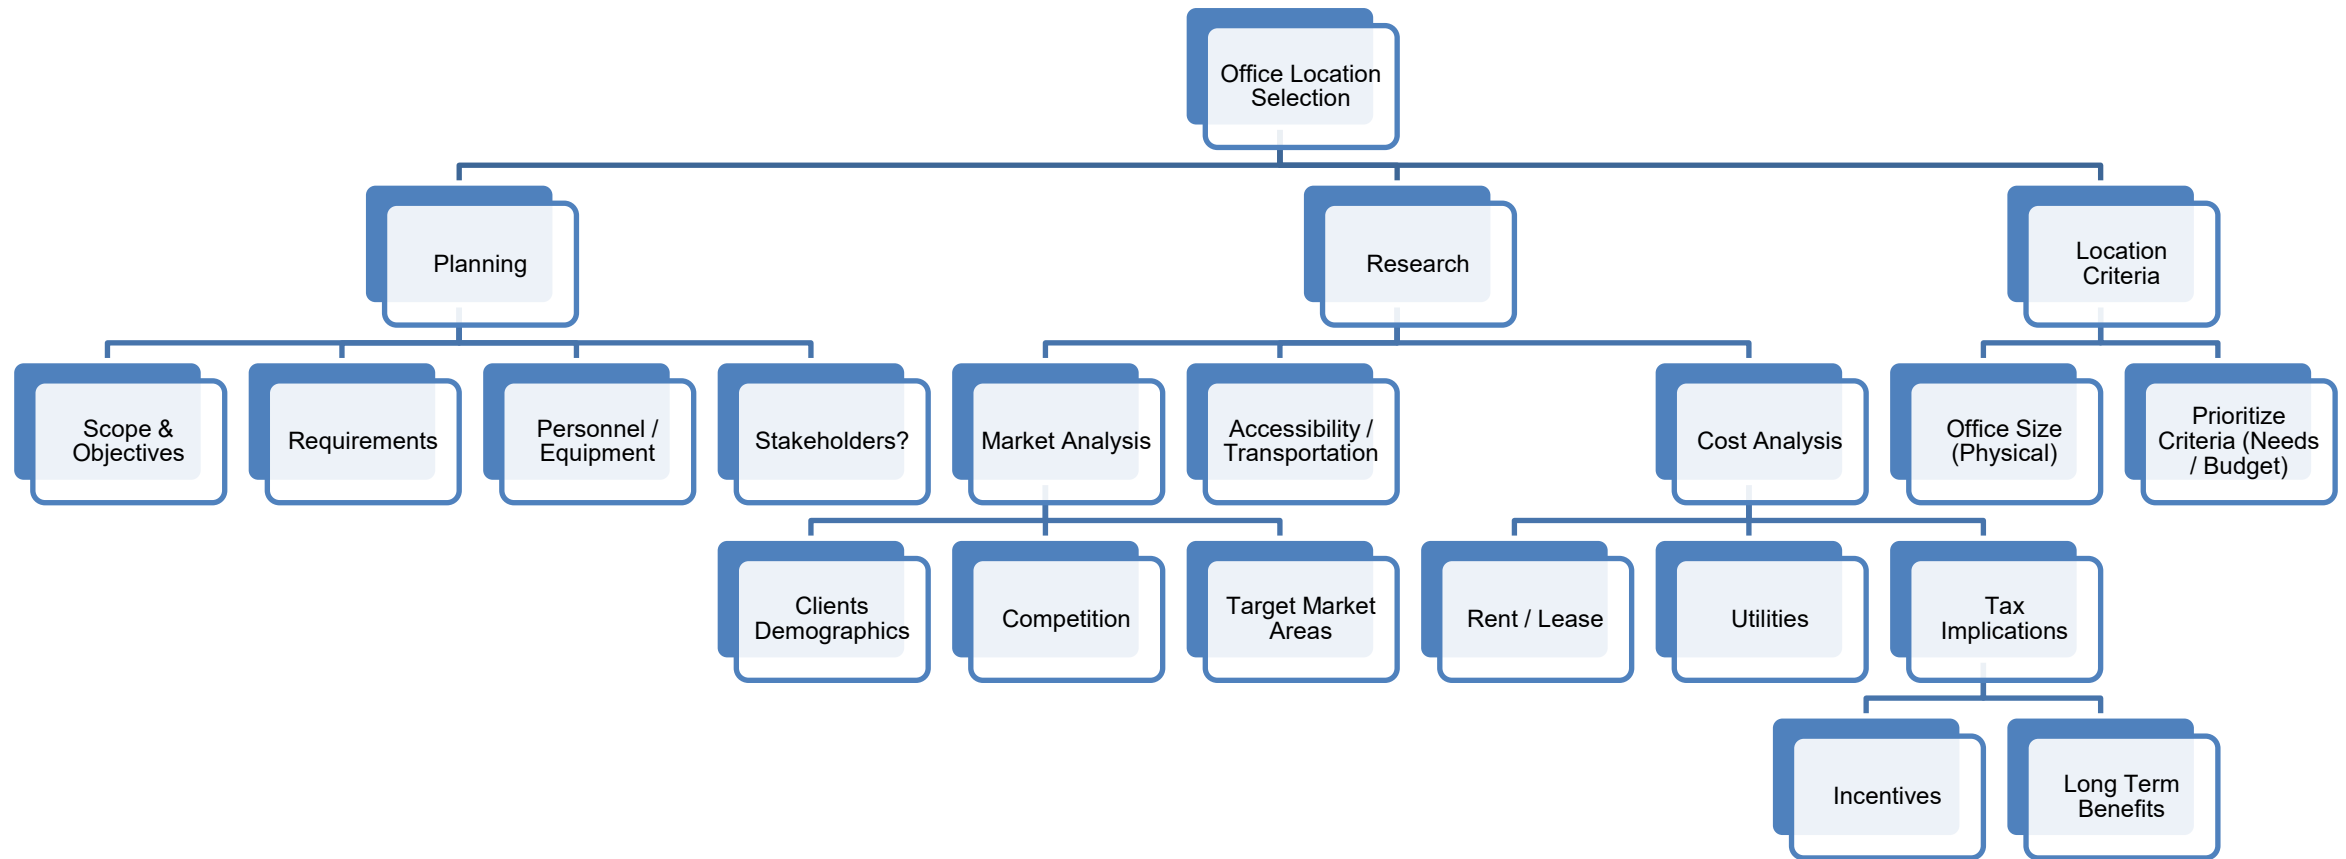 Office Location
Selection
Planning
Research
Location
Criteria
Scope &
Objectives
Requirements
Personnel /
Equipment
Stakeholders?
Market Analysis
Accessibility /
Transportation
Cost Analysis
Office Size
(Physical)
Prioritize
Criteria (Needs
/ Budget)
Clients
Demographics
Competition
Target Market
Areas
Rent / Lease
Utilities
Tax
Implications
Incentives
Long Term
Benefits